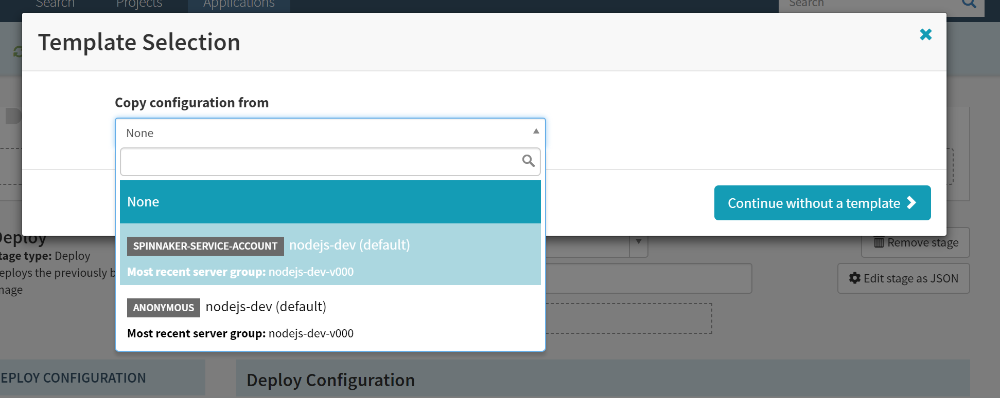 Search Projects Applications Search
Template Selection
Copy configuration from
None
None
SPINNAKER-SERVICE-ACCOUNT nodejs-dev (default)
Most recent server group: nodejs-dev-v000
ANONYMOUS nodejs-dev (default)
Most recent server group: nodejs-dev-v000
Continue without a template
Deploy
tage type: Deploy
eploys the previously b
mage
Remove stage
Edit stage as JSON
EPLOY CONFIGURATION
Deploy Configuration